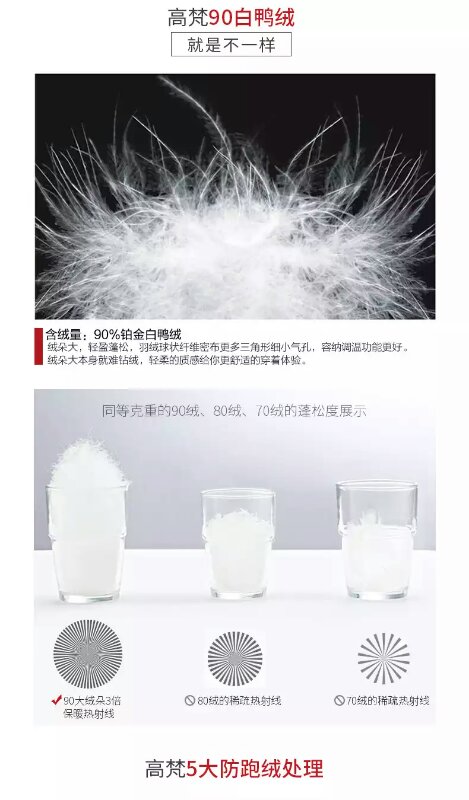 高梵90白鸭绒
就是不一样
含绒量：90%铂金白鸭绒
绒朵大，轻盈蓬松，羽绒球状纤维密布更多三角形细小气孔，容纳调温功能更好。
绒朵大本身就难钻绒，轻柔的质感给你更舒适的穿着体验。
同等克重的90绒、80绒、70绒的蓬松度展示
90大绒朵3倍
保暖热射线
80绒的稀疏热射线
70绒的稀疏热射线
高梵5大防跑绒处理